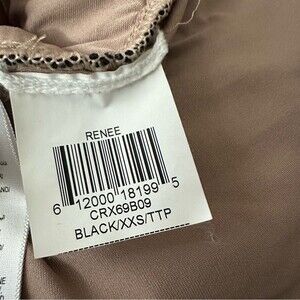 RENEE
6 12000 18199 5
CRX69B09
BLACK/XXS/TTP